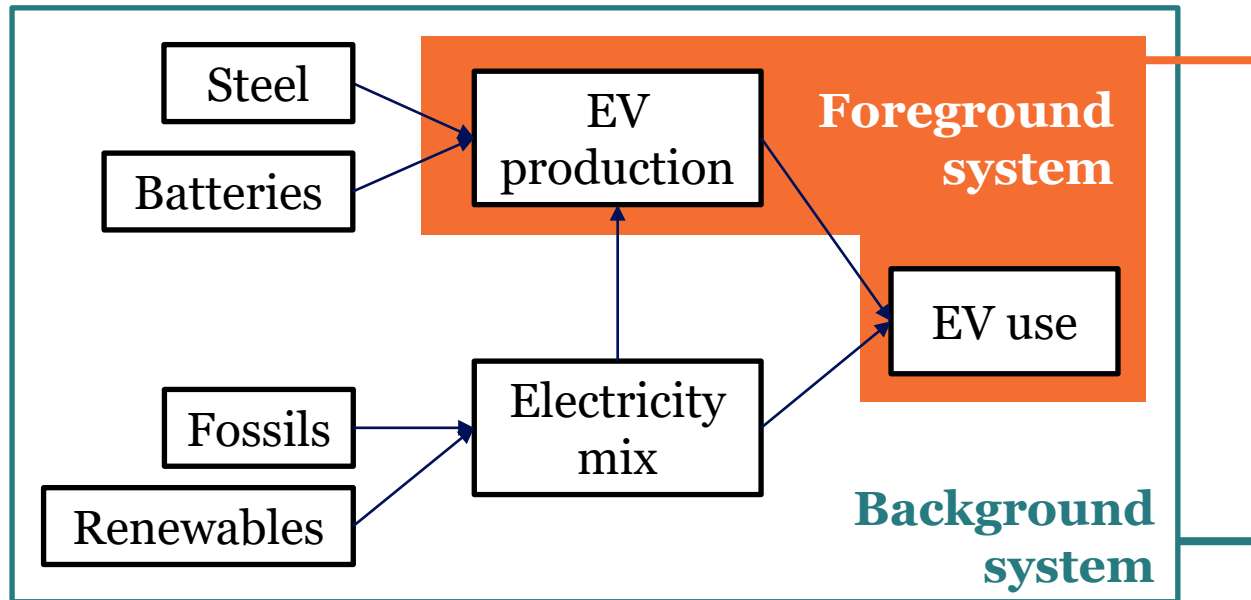 Steel
Batteries
EV
production
Foreground
system
EV use
Fossils
Renewables
Electricity
mix
Background
system